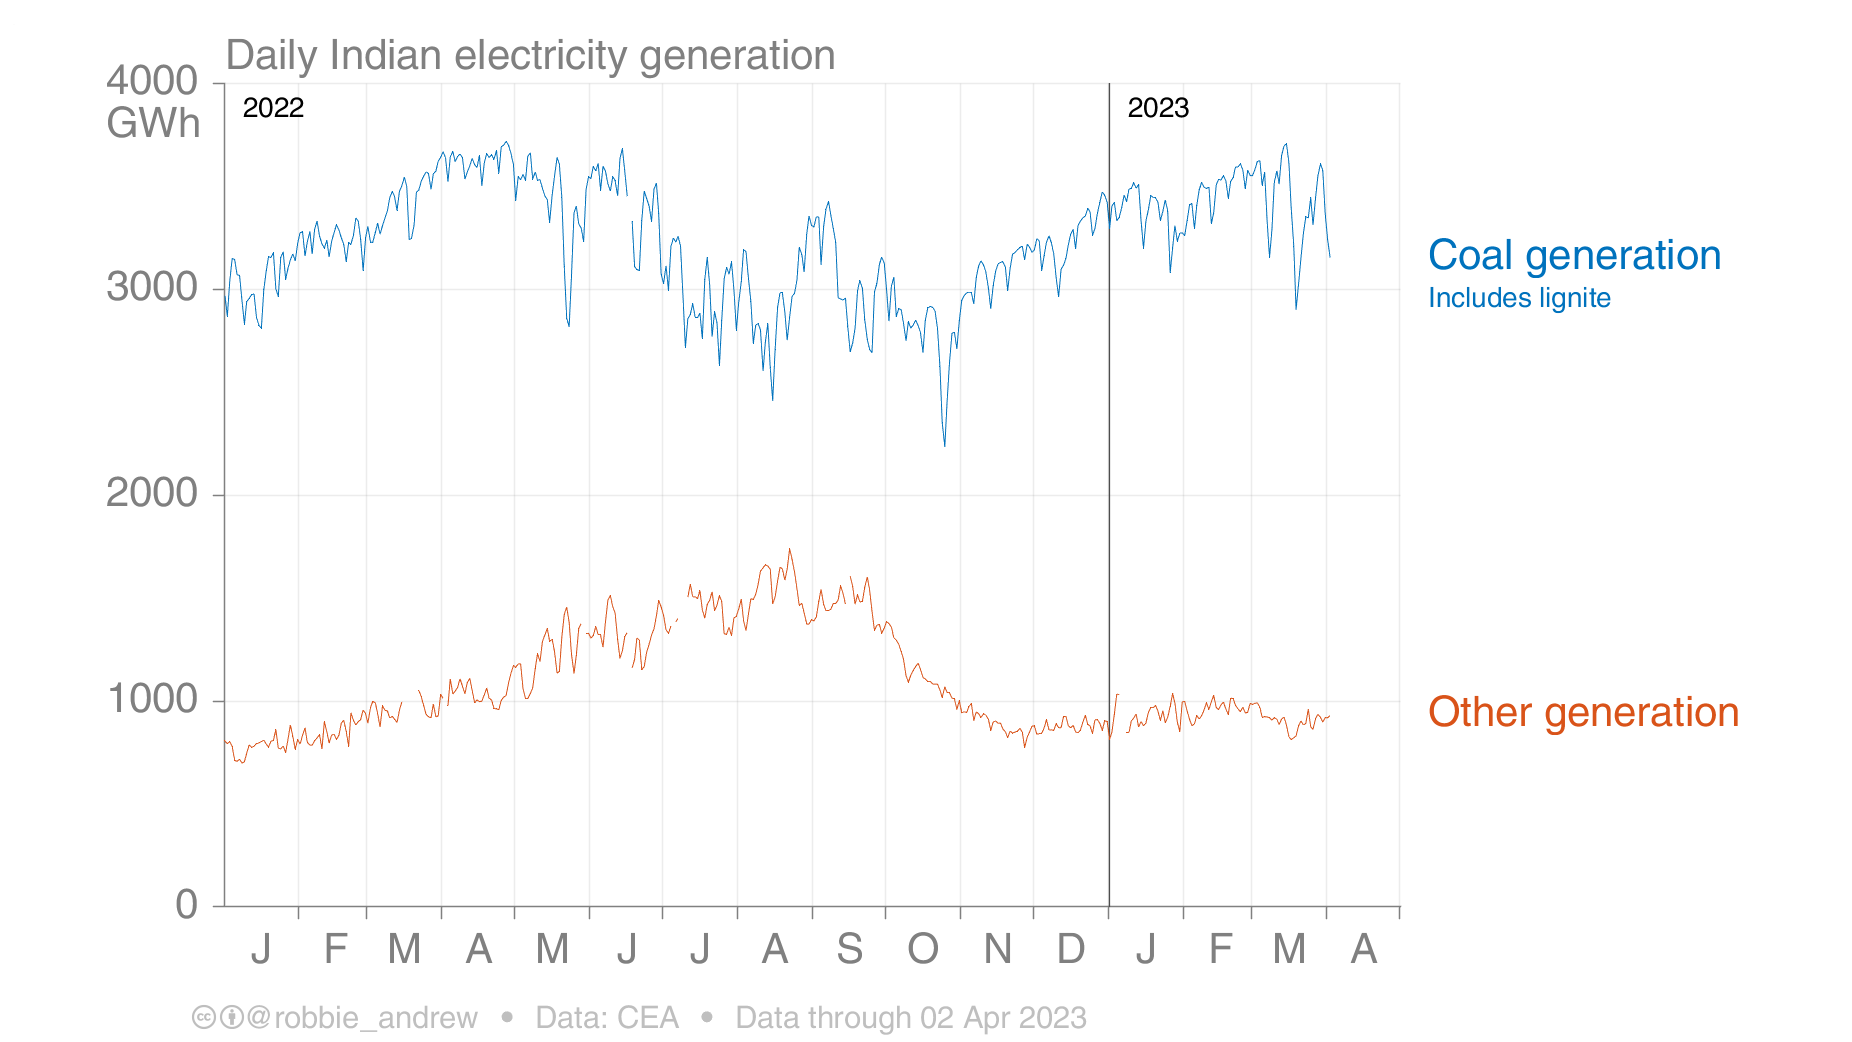 Daily Indian electricity generation
4000
GWh
2022
2023
3000
2000
1000
0
Coal generation
Includes lignite
Other generation
J F M A M J J A S O N D J F M A
@robbie_andrew • Data: CEA • Data through 02 Apr 2023